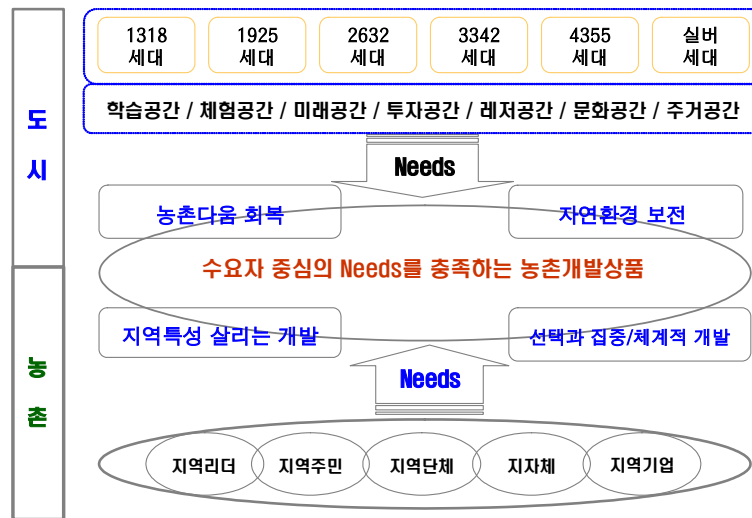 1318
세대
1925
세대
2632
세대
3342
세대
4355
세대
실버
세대
학습공간 / 체험공간 / 미래공간 / 투자공간 / 레저공간 / 문화공간 / 주거공간
도
시
Needs
농촌다움 회복
자연환경 보전
수요자 중심의 Needs를 충족하는 농촌개발상품
지역특성 살리는 개발
선택과 집중/체계적 개발
농
촌
Needs
지역리더
지역주민
지역단체
지자체
지역기업